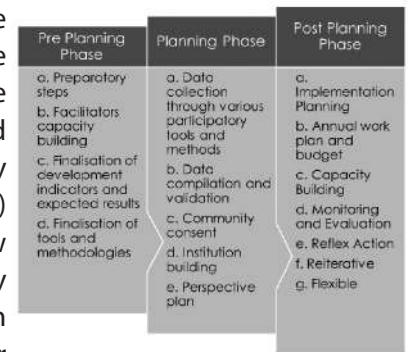 e
e
e
d
y
)
v
y
n
r
Pre Planning
Phase
a. Preparatory
steps
b. Facilitators
capacity
building
c. Finalisation of
development
indicators and
expected results
d. Finalisation of
tools and
methodologies
Planning Phase
a. Data
collection
through various
participatory
tools and
methods
b. Data
compilation and
validation
c. Community
consent
d. Institution
building
e. Perspective
plan
Post Planning
Phase
a.
Implementation
Planning
b. Annual work
plan and
budget
c. Capacity
Building
d. Monitoring
and Evaluation
e. Reflex Action
f. Reiterative
g. Flexible